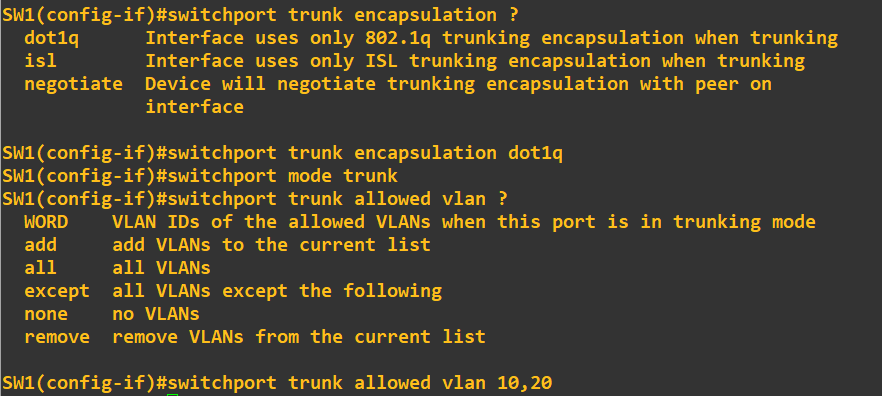 SW1(config-if)#switchport trunk encapsulation ?
  dot1q      Interface uses only 802.1q trunking encapsulation when trunking
  isl        Interface uses only ISL trunking encapsulation when trunking
  negotiate  Device will negotiate trunking encapsulation with peer on
             interface
SW1(config-if)#switchport trunk encapsulation dot1q
SW1(config-if)#switchport mode trunk
SW1(config-if)#switchport trunk allowed vlan ?
  WORD    VLAN IDs of the allowed VLANs when this port is in trunking mode
  add     add VLANs to the current list
  all     all VLANs
  except  all VLANs except the following
  none    no VLANs
  remove  remove VLANs from the current list
SW1(config-if)#switchport trunk allowed vlan 10,20